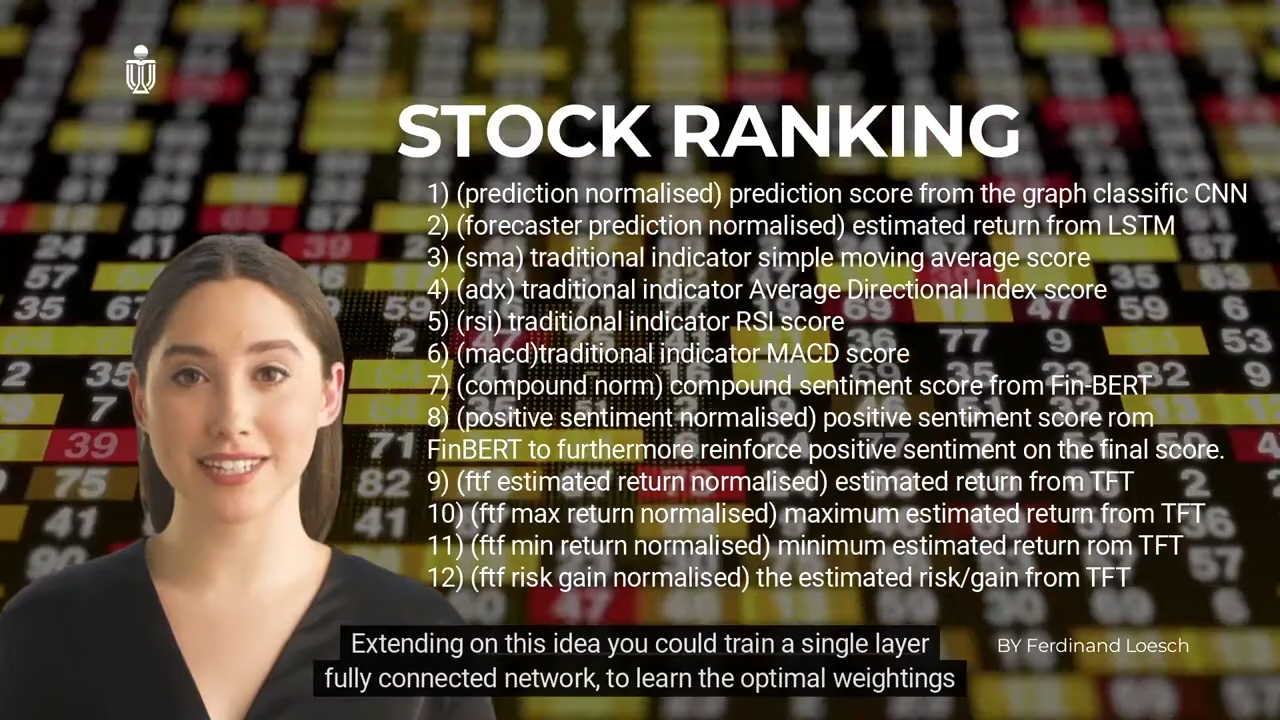 STOCK RANKING
1) (prediction normalised) prediction score from the graph classific CNN
2) (forecaster prediction normalised) estimated return from LSTM
3) (sma) traditional indicator simple moving average score
4) (adx) traditional indicator Average Directional Index score
5) (rsi) traditional indicator RSI score
6) (macd)traditional indicator MACD score
7) (compound norm) compound sentiment score from Fin-BERT
8) (positive sentiment normalised) positive sentiment score rom
FinBERT to furthermore reinforce positive sentiment on the final score.
9) (ftf estimated return normalised) estimated return from TFT
10) (ftf max return normalised) maximum estimated return from TFT
11) (ftf min return normalised) minimum estimated return rom TFT
12) (ftf risk gain normalised) the estimated risk/gain from TFT
Extending on this idea you could train a single layer
fully connected network, to learn the optimal weightings
BY Ferdinand Loesch